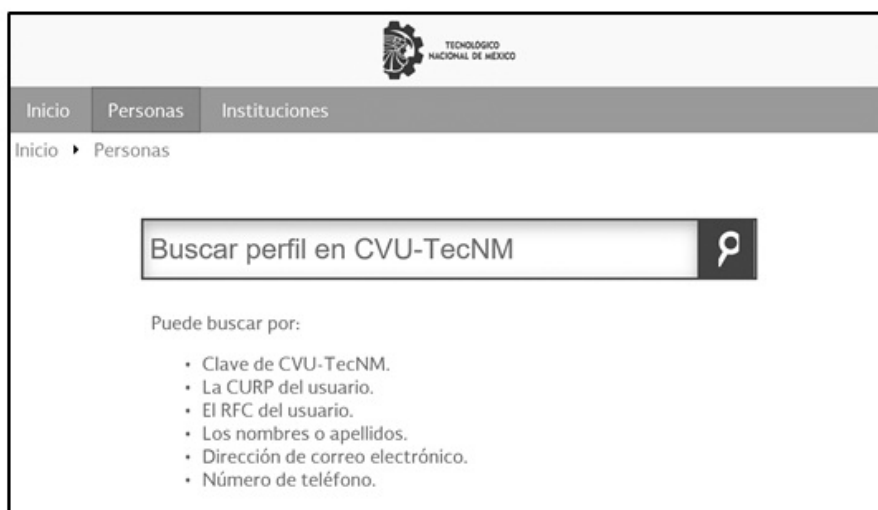 TECNOLÓGICO
NACIONAL DE MÉXICO
Inicio Personas Instituciones
Inicio ▸ Personas
Buscar perfil en CVU-TecNM
Puede buscar por:
• Clave de CVU-TecNM.
• La CURP del usuario.
• El RFC del usuario.
• Los nombres o apellidos.
• Dirección de correo electrónico.
• Número de teléfono.